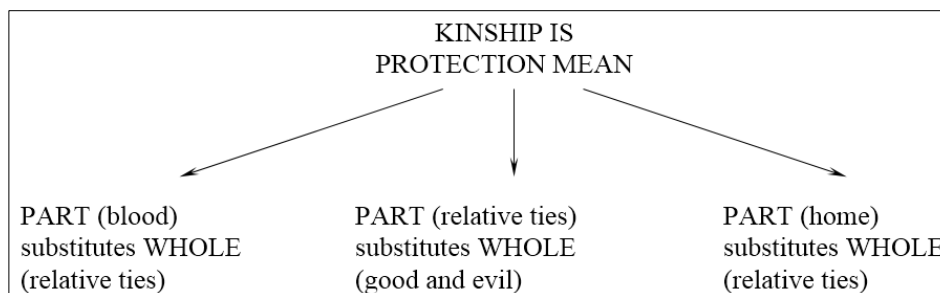 KINSHIP IS
PROTECTION MEAN
PART (blood)
substitutes WHOLE
(relative ties)
PART (relative ties)
substitutes WHOLE
(good and evil)
PART (home)
substitutes WHOLE
(relative ties)